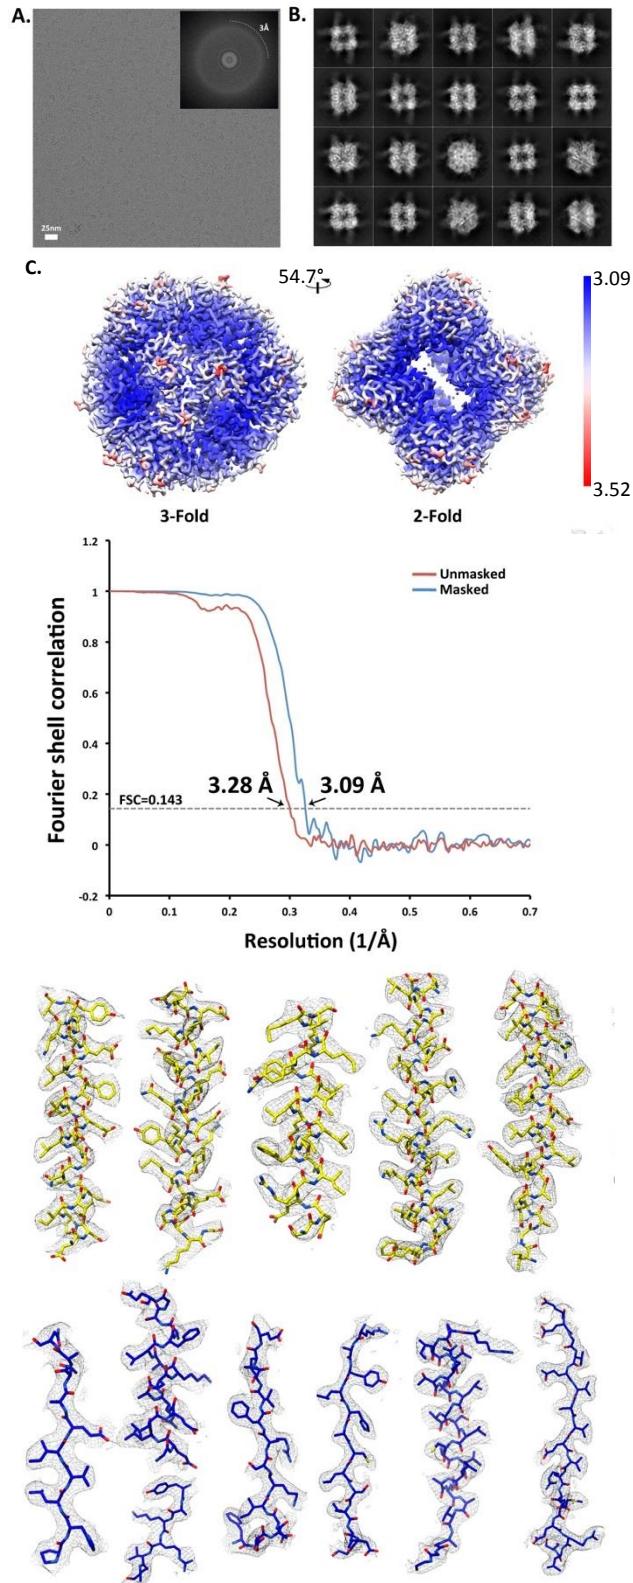 A.
3Å
25nm
B.
C.
54.7°
3.09
3.52
3-Fold
2-Fold
1.2
1
0.8
0.6
0.4
0.2
0
-0.2
Fourier shell correlation
Unmasked
Masked
3.28 Å
3.09 Å
FSC=0.143
0
0.1
0.2
0.3
0.4
0.5
0.6
0.7
Resolution (1/Å)